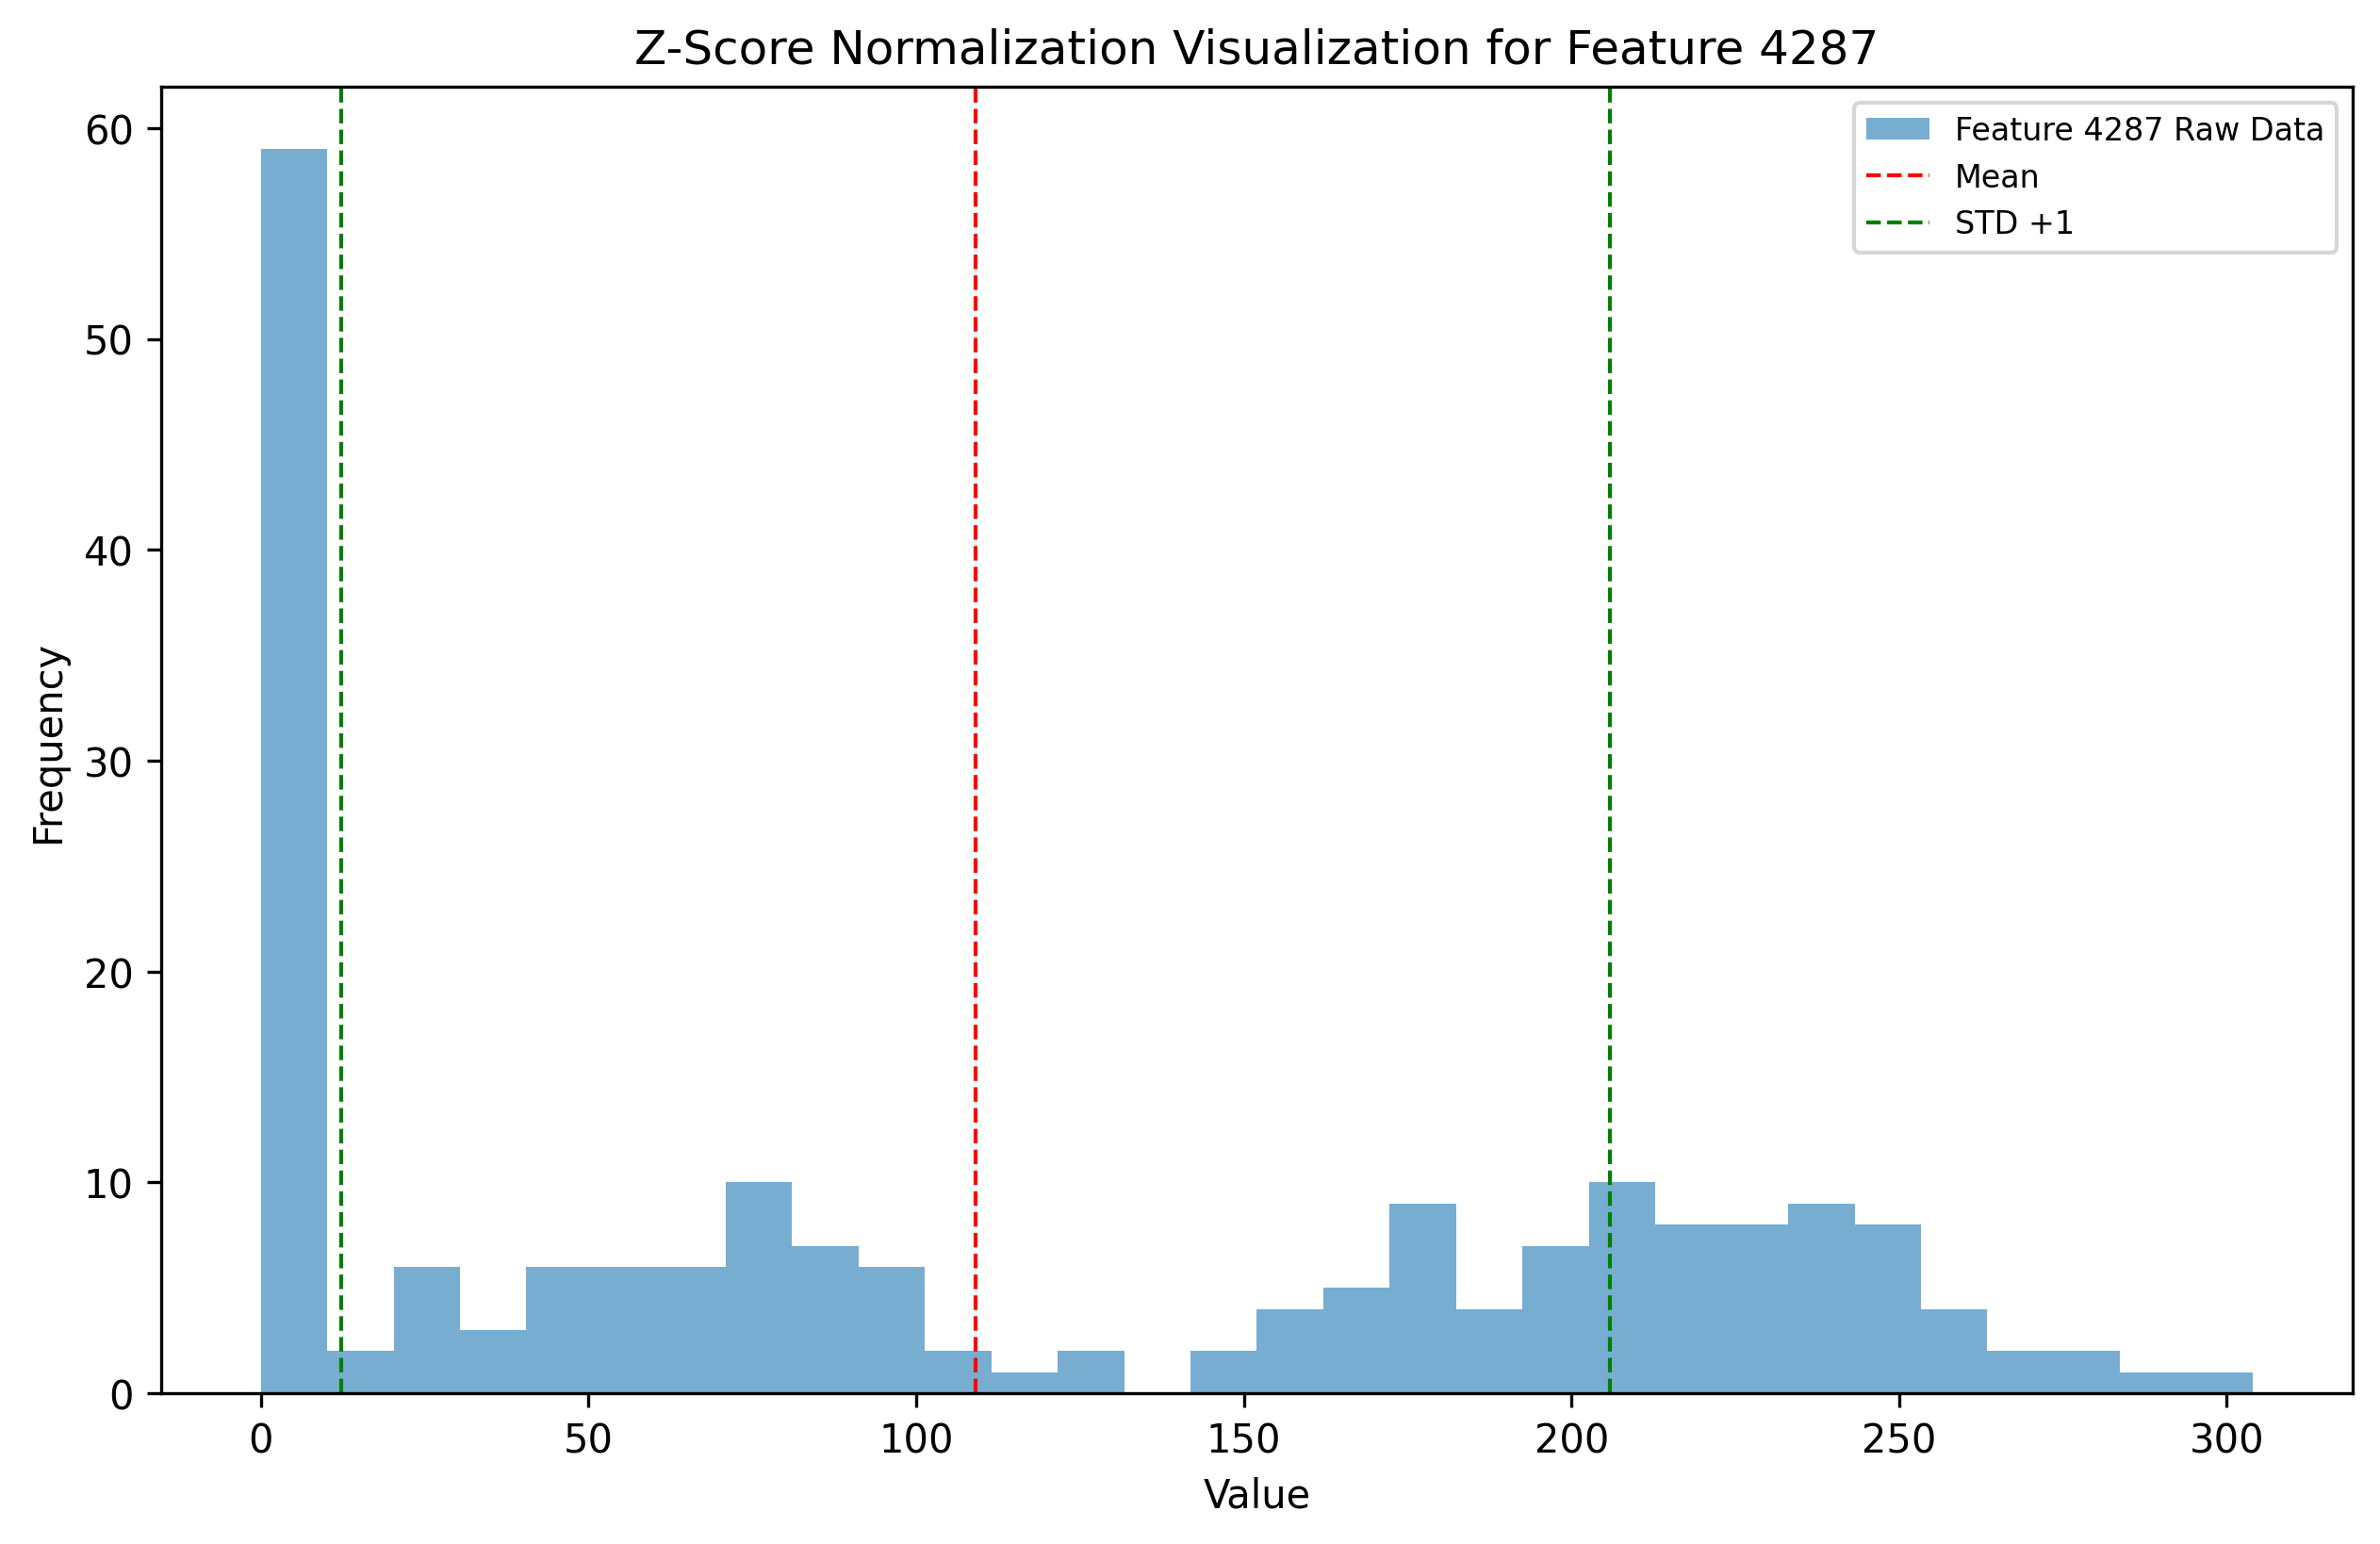 Z-Score Normalization Visualization for Feature 4287
Feature 4287 Raw Data
Mean
STD +1
60
50
40
30
20
10
0
Frequency
0 50 100 150 200 250 300
Value